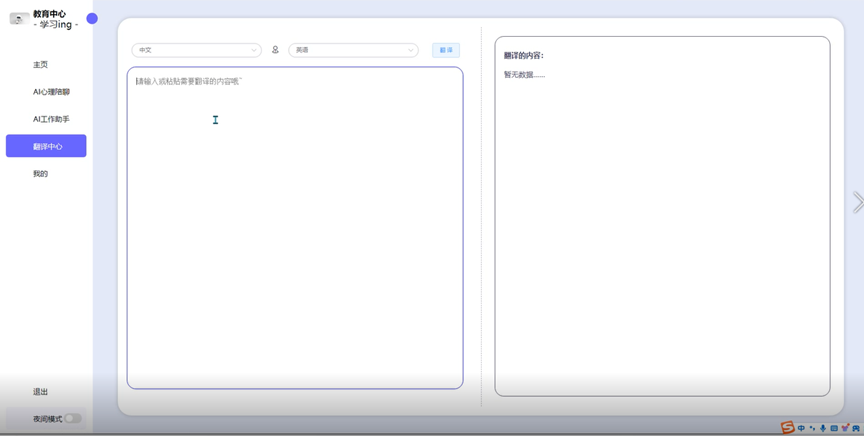 教育中心
- 学习ing -
主页
AI心理陪聊
AI工作助手
翻译中心
我的
退出
夜间模式
中文
英语
翻译
请输入或粘贴需要翻译的内容哦~
翻译的内容：
暂无数据......
中